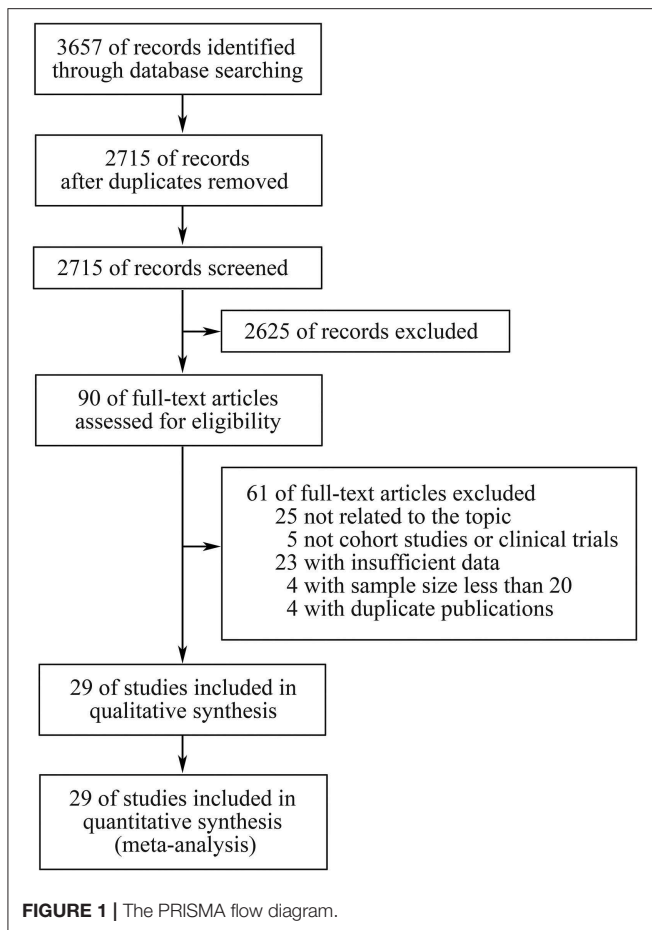 3657 of records identified
through database searching
2715 of records
after duplicates removed
2715 of records screened
2625 of records excluded
90 of full-text articles
assessed for eligibility
61 of full-text articles excluded
25 not related to the topic
5 not cohort studies or clinical trials
23 with insufficient data
4 with sample size less than 20
4 with duplicate publications
29 of studies included in
qualitative synthesis
29 of studies included in
quantitative synthesis
(meta-analysis)
FIGURE 1 | The PRISMA flow diagram.